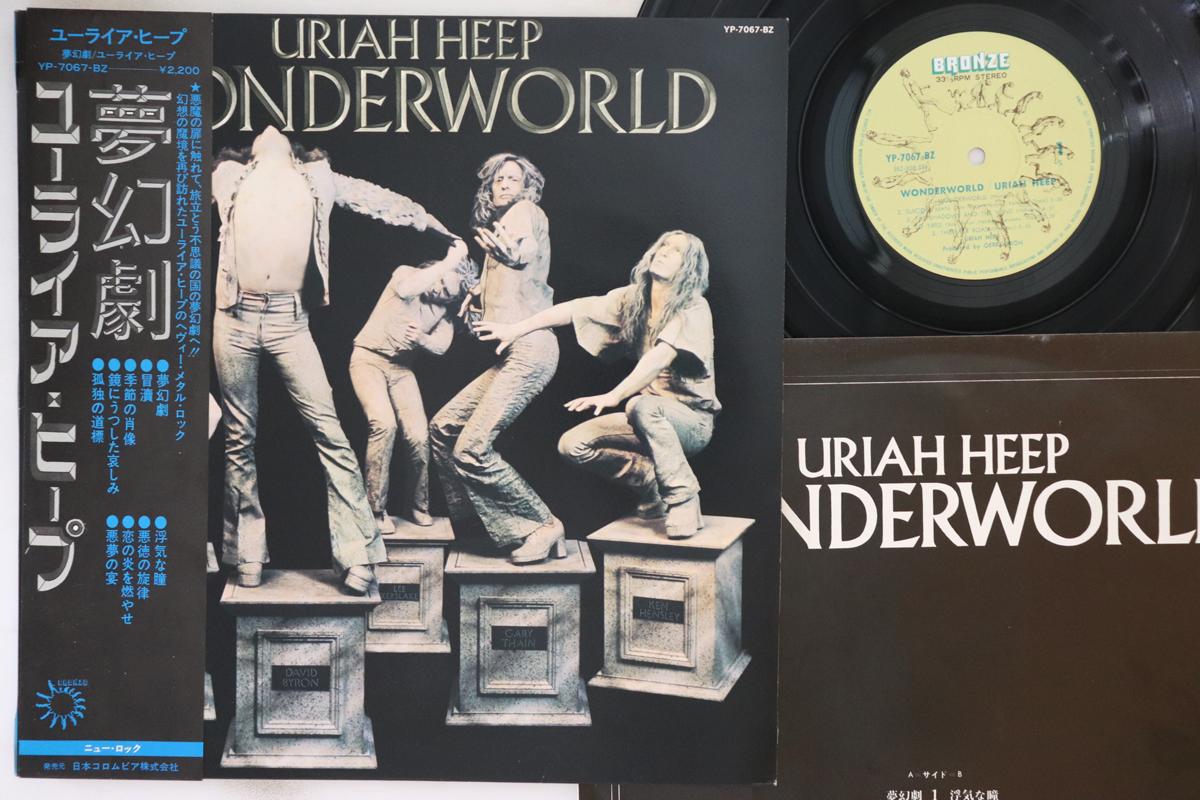 ユーライア・ヒープ
夢幻劇/ユーライア・ヒープ
YP-7067-BZ ¥2,200
★悪魔の扉に触れて、旅立とう不思議の国の夢幻劇へ!!
幻想の魔境を再び訪れたユーライア・ヒープのヘヴィー・メタル・ロック
夢幻劇
ユーライア・ヒープ
●夢幻劇
●冒瀆
●季節の肖像
●鏡にうつした哀しみ
●孤独の道標
●浮気な瞳
●悪徳の旋律
●恋の炎を燃やせ
●悪夢の宴
BRONZE
ニュー・ロック
発売元 日本コロムビア株式会社
URIAH HEEP
ONDERWORLD
YP-7067-BZ
DAVID
BYRON
LEE
KERSLAKE
GARY
THAIN
KEN
HENSLEY
BRONZE
33⅓ RPM STEREO
YP-7067-BZ
WONDERWORLD URIAH HEEP
URIAH HEEP
URIAH HEEP
NDERWORL
A サイド B
夢幻劇 1 浮気な瞳